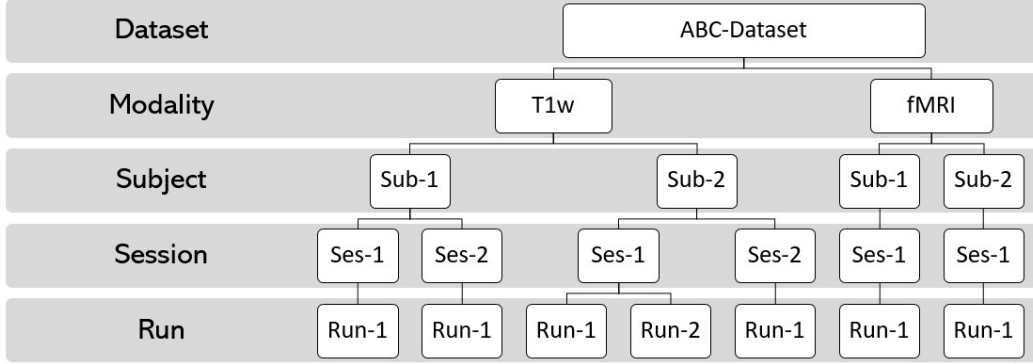 Dataset ABC-Dataset
Modality T1w fMRI
Subject Sub-1 Sub-2 Sub-1 Sub-2
Session Ses-1 Ses-2 Ses-1 Ses-2 Ses-1 Ses-1
Run Run-1 Run-1 Run-1 Run-2 Run-1 Run-1 Run-1